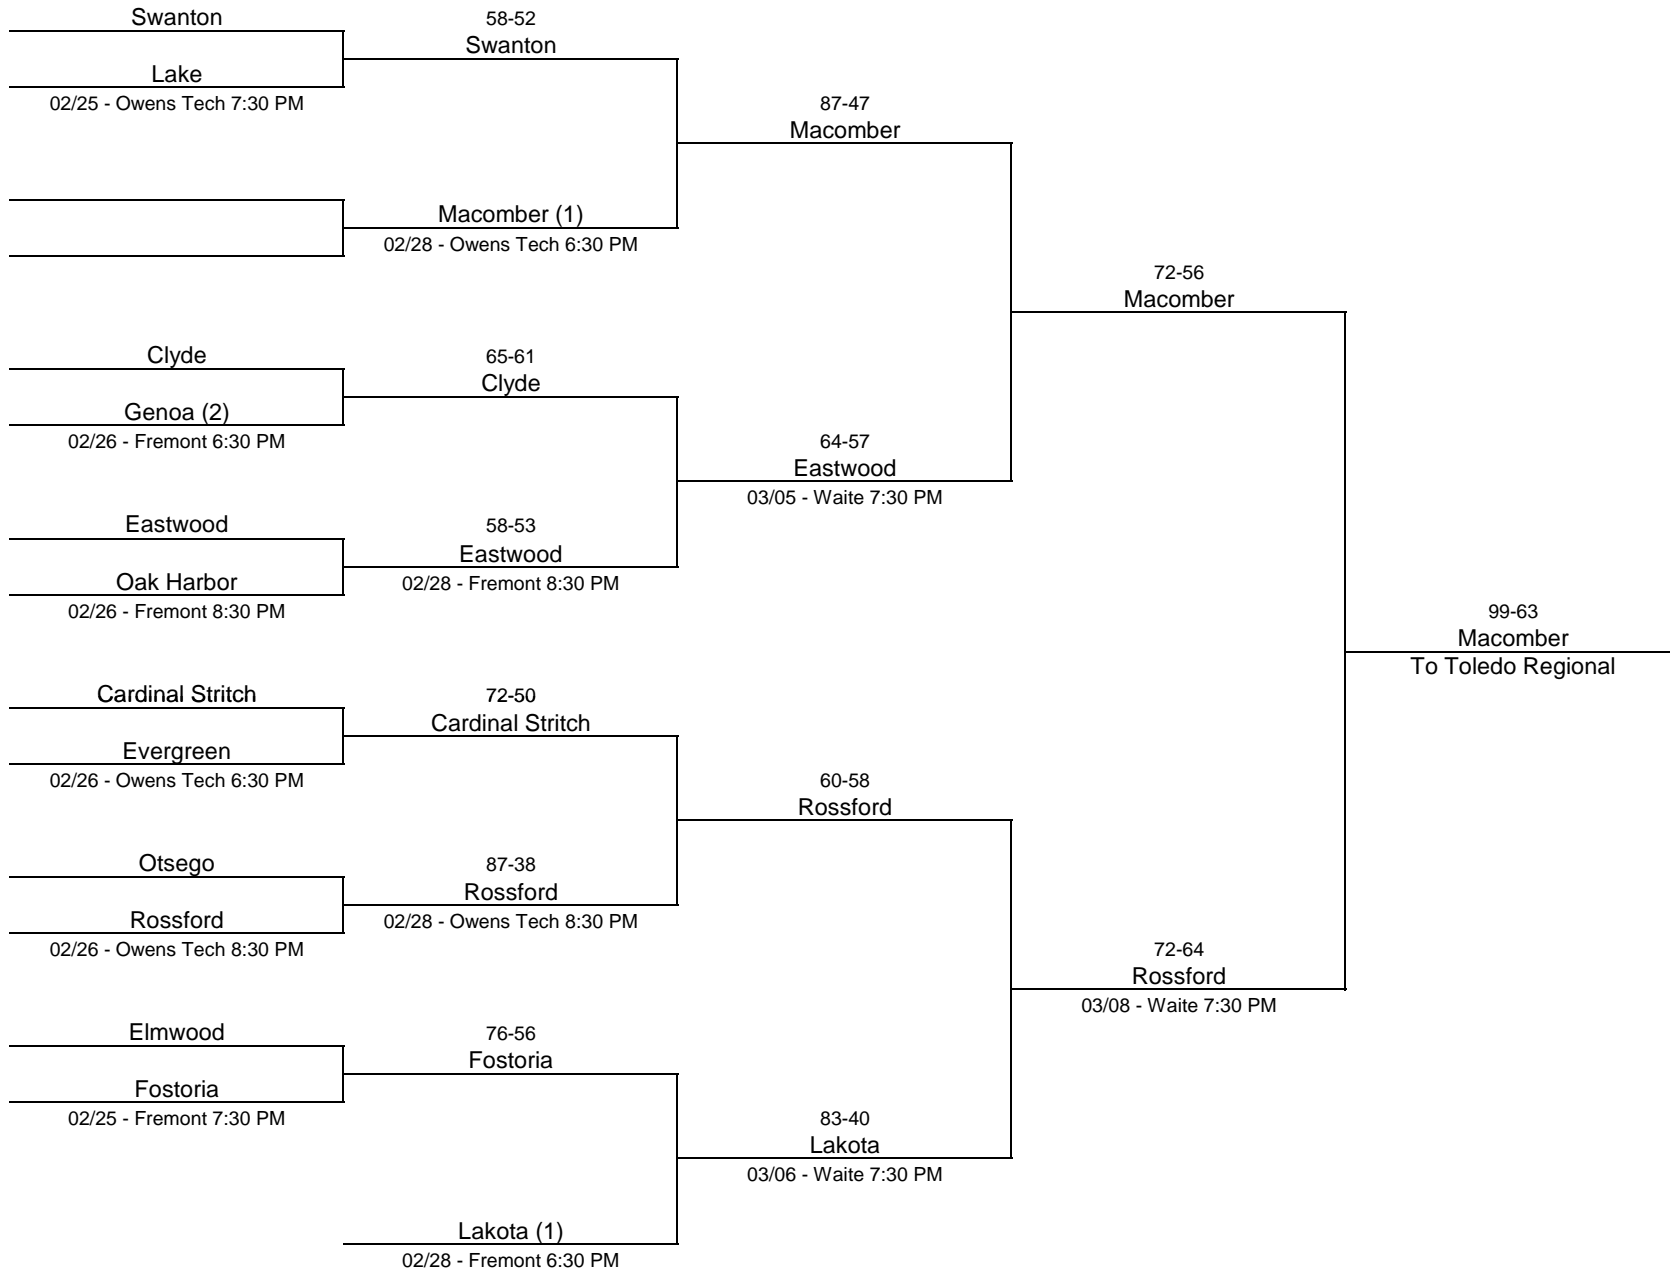 Swanton
58-52
Swanton
Lake
02/25 - Owens Tech 7:30 PM
87-47
Macomber
Macomber (1)
02/28 - Owens Tech 6:30 PM
72-56
Macomber
Clyde
65-61
Clyde
Genoa (2)
02/26 - Fremont 6:30 PM
64-57
Eastwood
03/05 - Waite 7:30 PM
Eastwood
58-53
Eastwood
Oak Harbor
02/28 - Fremont 8:30 PM
02/26 - Fremont 8:30 PM
99-63
Macomber
To Toledo Regional
Cardinal Stritch
72-50
Cardinal Stritch
Evergreen
02/26 - Owens Tech 6:30 PM
60-58
Rossford
Otsego
87-38
Rossford
Rossford
02/28 - Owens Tech 8:30 PM
02/26 - Owens Tech 8:30 PM
72-64
Rossford
03/08 - Waite 7:30 PM
Elmwood
76-56
Fostoria
Fostoria
02/25 - Fremont 7:30 PM
83-40
Lakota
03/06 - Waite 7:30 PM
Lakota (1)
02/28 - Fremont 6:30 PM